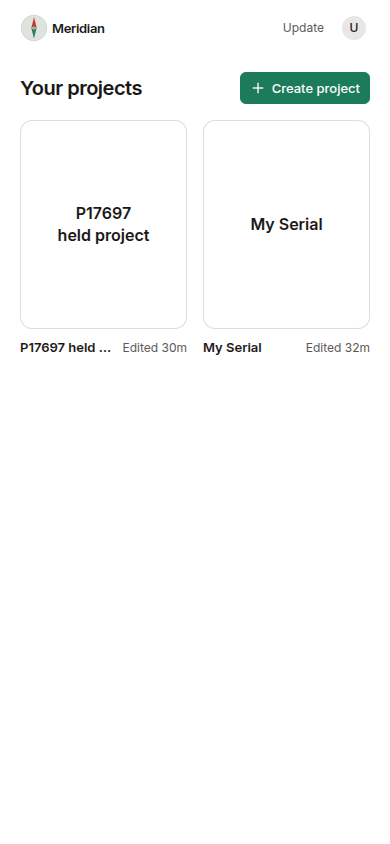 Meridian
Update
U
Your projects
Create project
P17697
held project
My Serial
P17697 held ...
Edited 30m
My Serial
Edited 32m